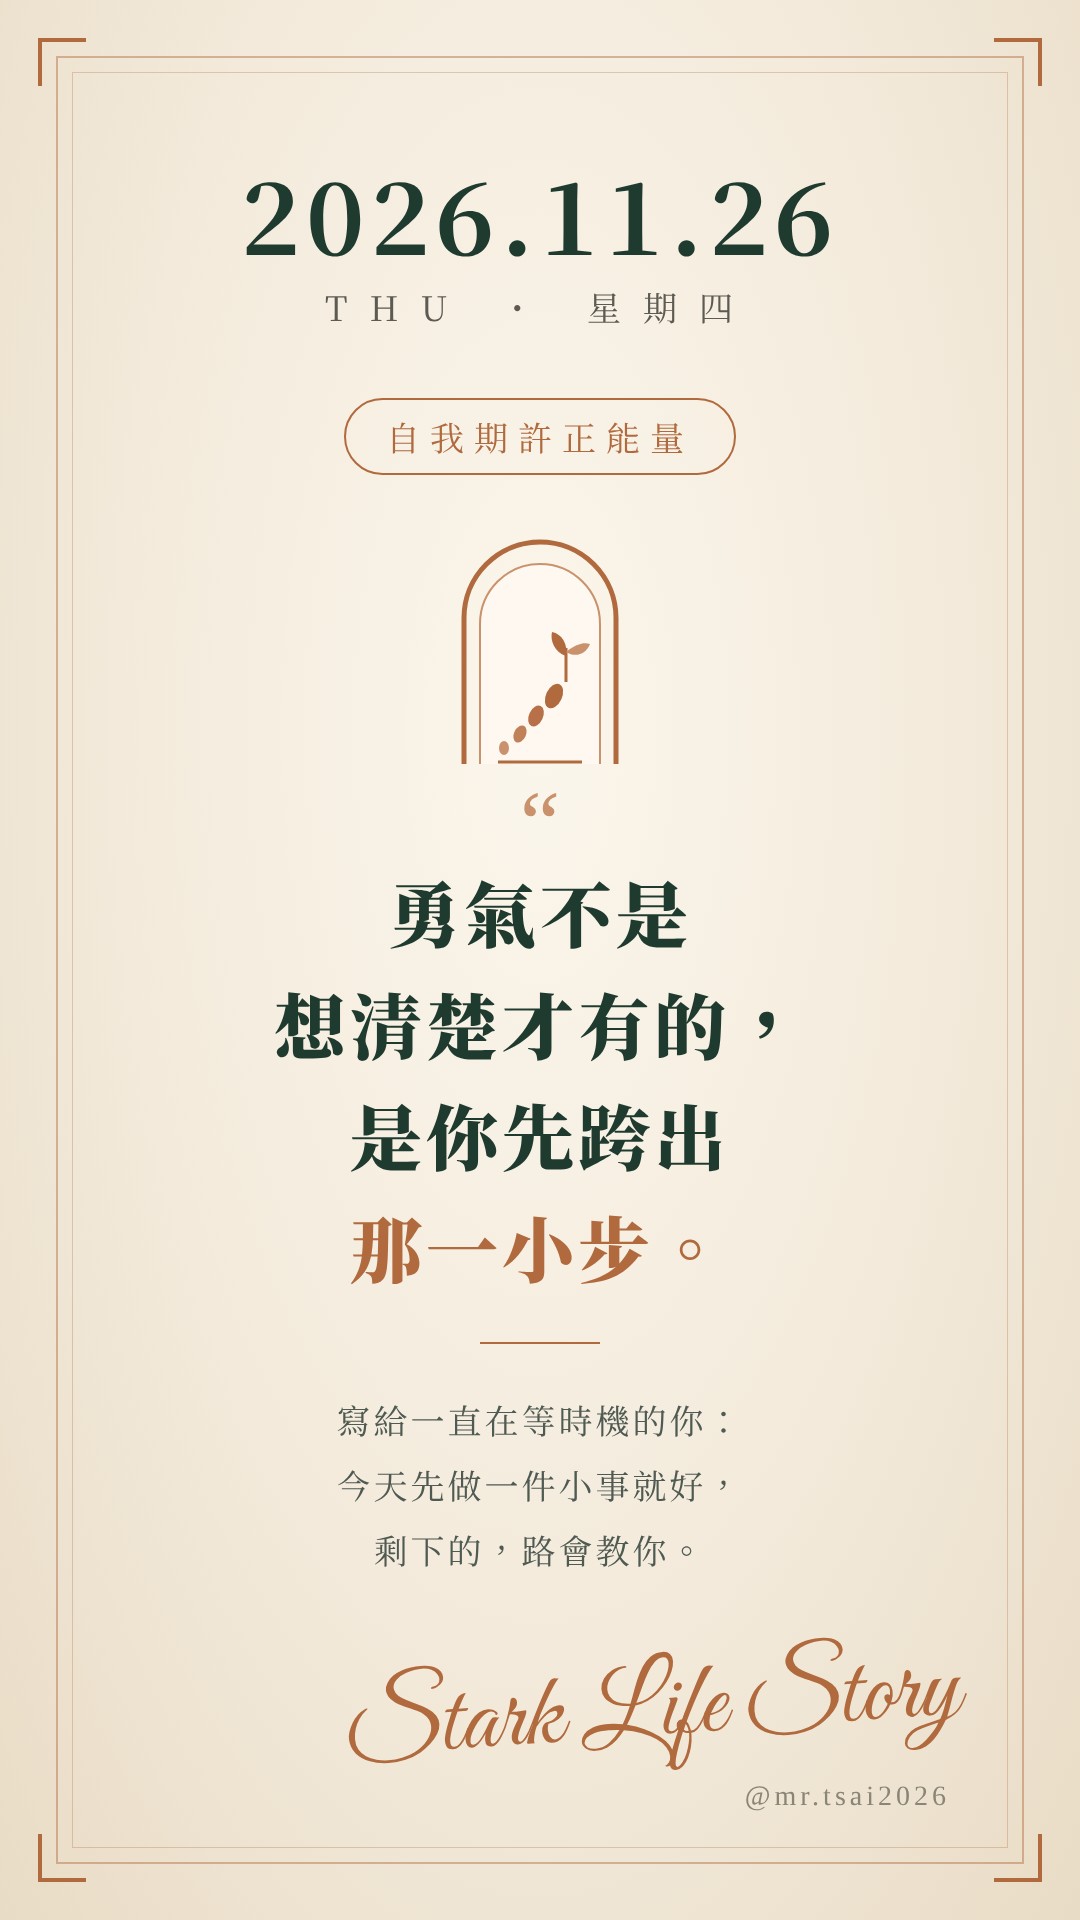 2026.11.26
THU · 星期四
自我期許正能量
“
勇氣不是
想清楚才有的，
是你先跨出
那一小步。
寫給一直在等時機的你：
今天先做一件小事就好，
剩下的，路會教你。
Stark Life Story
@mr.tsai2026